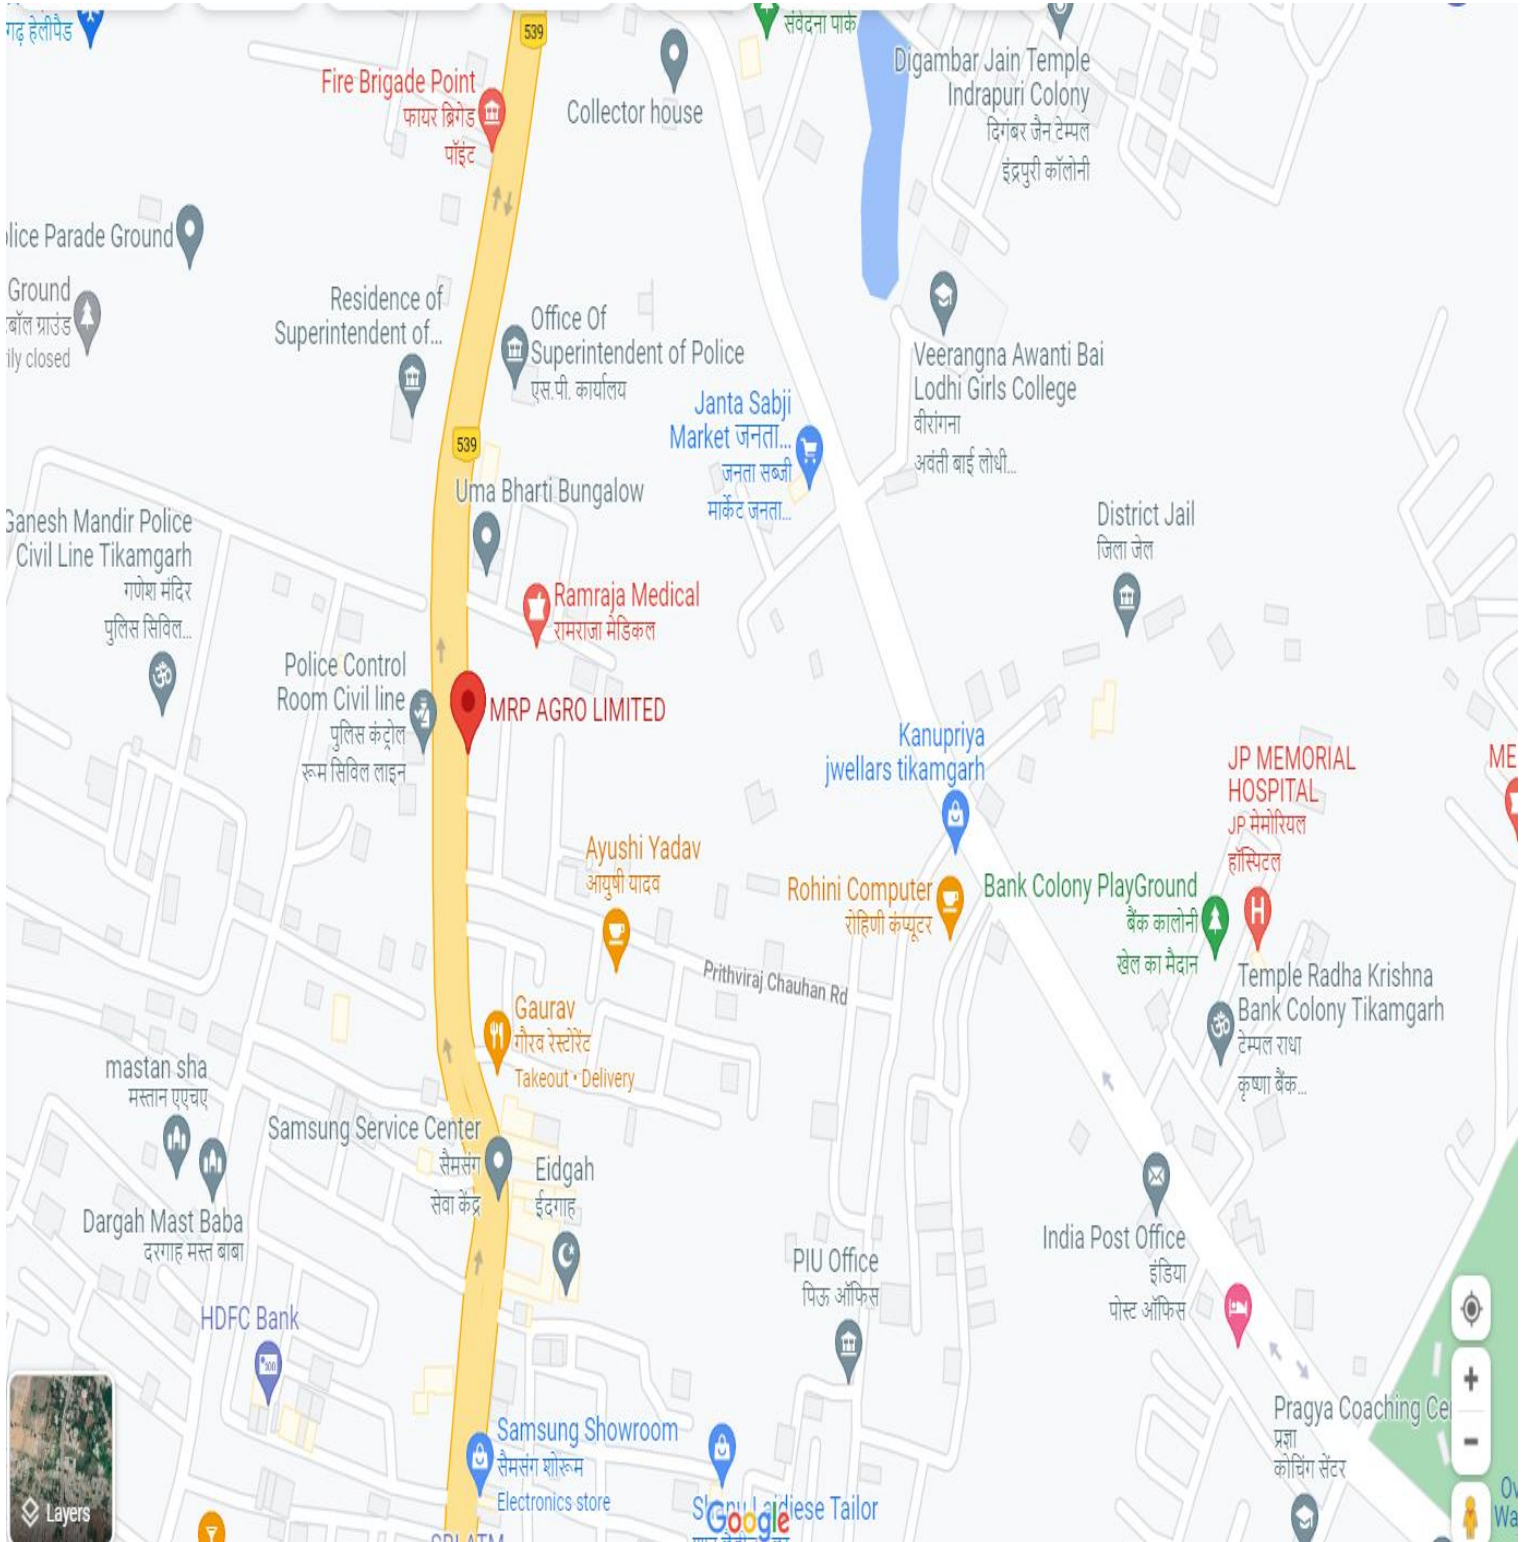 गढ़ हेलीपैड
539
संवेदना पार्क
Fire Brigade Point
फायर ब्रिगेड
पॉइंट
Collector house
Digambar Jain Temple
Indrapuri Colony
दिगंबर जैन टेम्पल
इंद्रपुरी कॉलोनी
Parade Ground
Ground
ग्राउंड
closed
Residence of
Superintendent of...
Office Of
Superintendent of Police
एस.पी. कार्यालय
Veerangna Awanti Bai
Lodhi Girls College
वीरांगना
अवंती बाई लोधी...
Janta Sabji
Market जनता...
जनता सब्जी
मार्केट जनता...
539
Uma Bharti Bungalow
Ganesh Mandir Police
Civil Line Tikamgarh
गणेश मंदिर
पुलिस सिविल...
District Jail
जिला जेल
Ramraja Medical
रामराजा मेडिकल
Police Control
Room Civil line
पुलिस कंट्रोल
रूम सिविल लाइन
MRP AGRO LIMITED
Kanupriya
jwellars tikamgarh
JP MEMORIAL
HOSPITAL
JP मेमोरियल
हॉस्पिटल
ME
Ayushi Yadav
आयुषी यादव
Rohini Computer
रोहिणी कंप्यूटर
Bank Colony PlayGround
बैंक कालोनी
खेल का मैदान
Prithviraj Chauhan Rd
Temple Radha Krishna
Bank Colony Tikamgarh
टेम्पल राधा
कृष्णा बैंक...
Gaurav
गौरव रेस्टोरेंट
Takeout • Delivery
mastan sha
मस्तान एएचए
Samsung Service Center
सैमसंग
सेवा केंद्र
Eidgah
ईदगाह
Dargah Mast Baba
दरगाह मस्त बाबा
PIU Office
पिऊ ऑफिस
India Post Office
इंडिया
पोस्ट ऑफिस
HDFC Bank
100
Pragya Coaching Ce
प्रज्ञा
कोचिंग सेंटर
Samsung Showroom
सैमसंग शोरूम
Electronics store
Laidiese Tailor
Google
Layers
SBI ATM
Wa